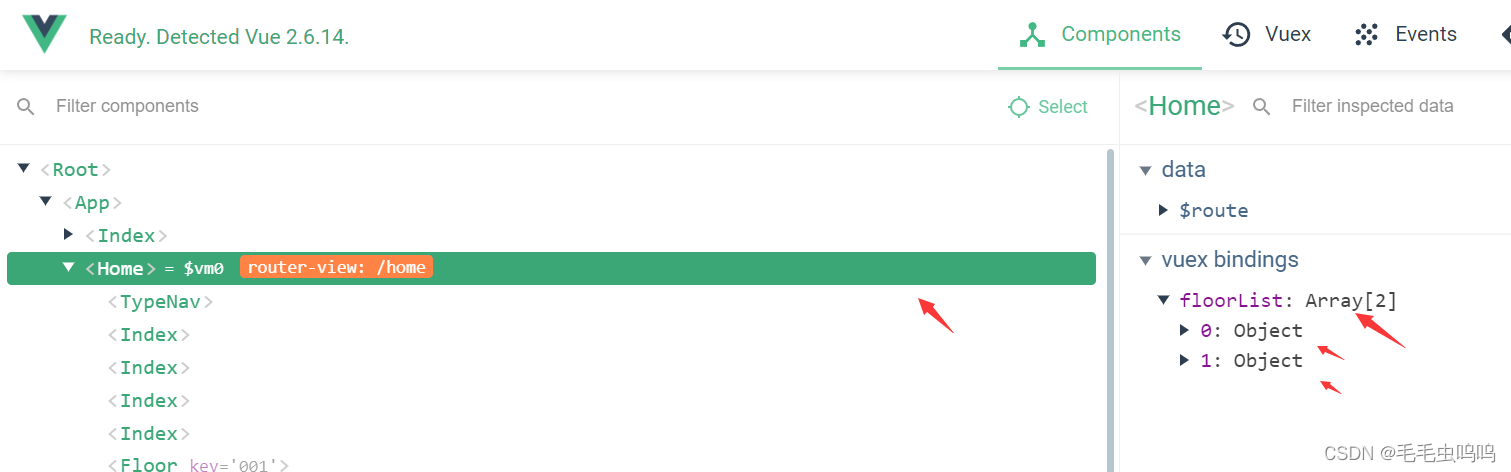 Ready. Detected Vue 2.6.14.
Components
Vuex
Events
Filter components
Select
<Home>
Filter inspected data
<Root>
<App>
<Index>
<Home> = $vm0 router-view: /home
<TypeNav>
<Index>
<Index>
<Index>
<Index>
<Floor key='001'>
data
$route
vuex bindings
floorList: Array[2]
0: Object
1: Object
CSDN @毛毛虫呜呜